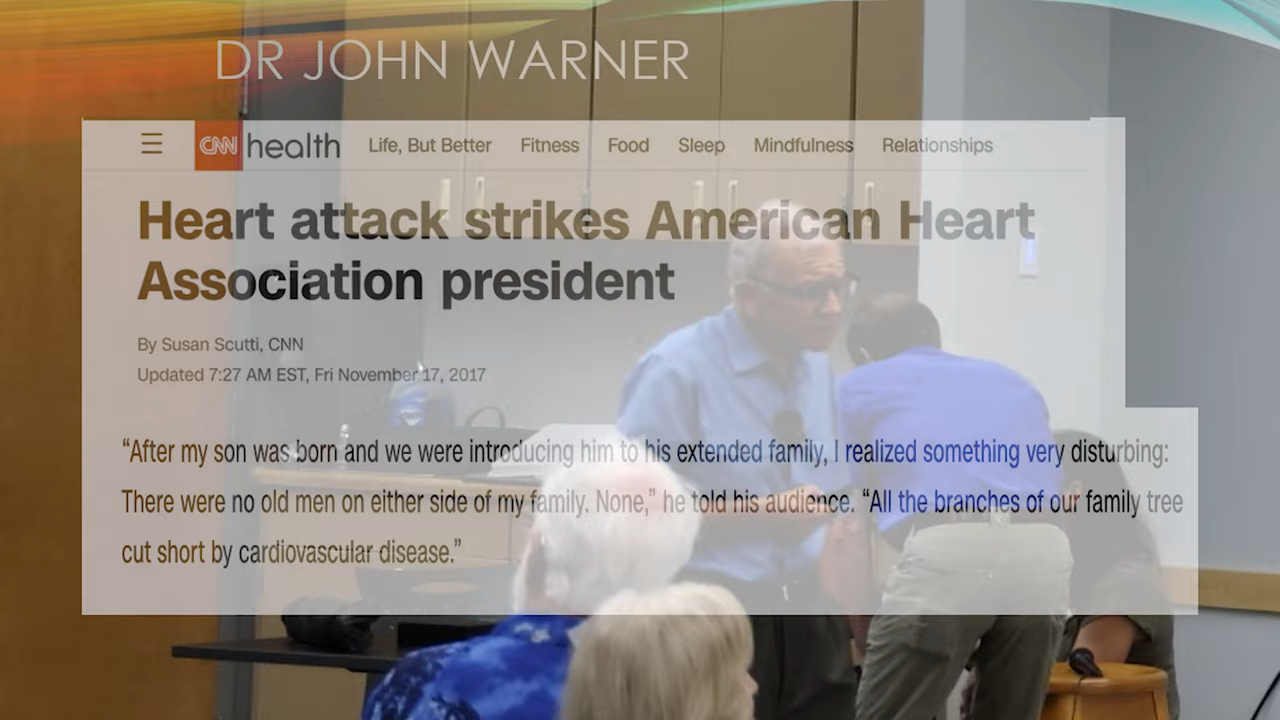 DR JOHN WARNER
CNN health Life, But Better Fitness Food Sleep Mindfulness Relationships
Heart attack strikes American Heart
Association president
By Susan Scutti, CNN
Updated 7:27 AM EST, Fri November 17, 2017
“After my son was born and we were introducing him to his extended family, I realized something very disturbing:
There were no old men on either side of my family. None,” he told his audience. “All the branches of our family tree
cut short by cardiovascular disease.”